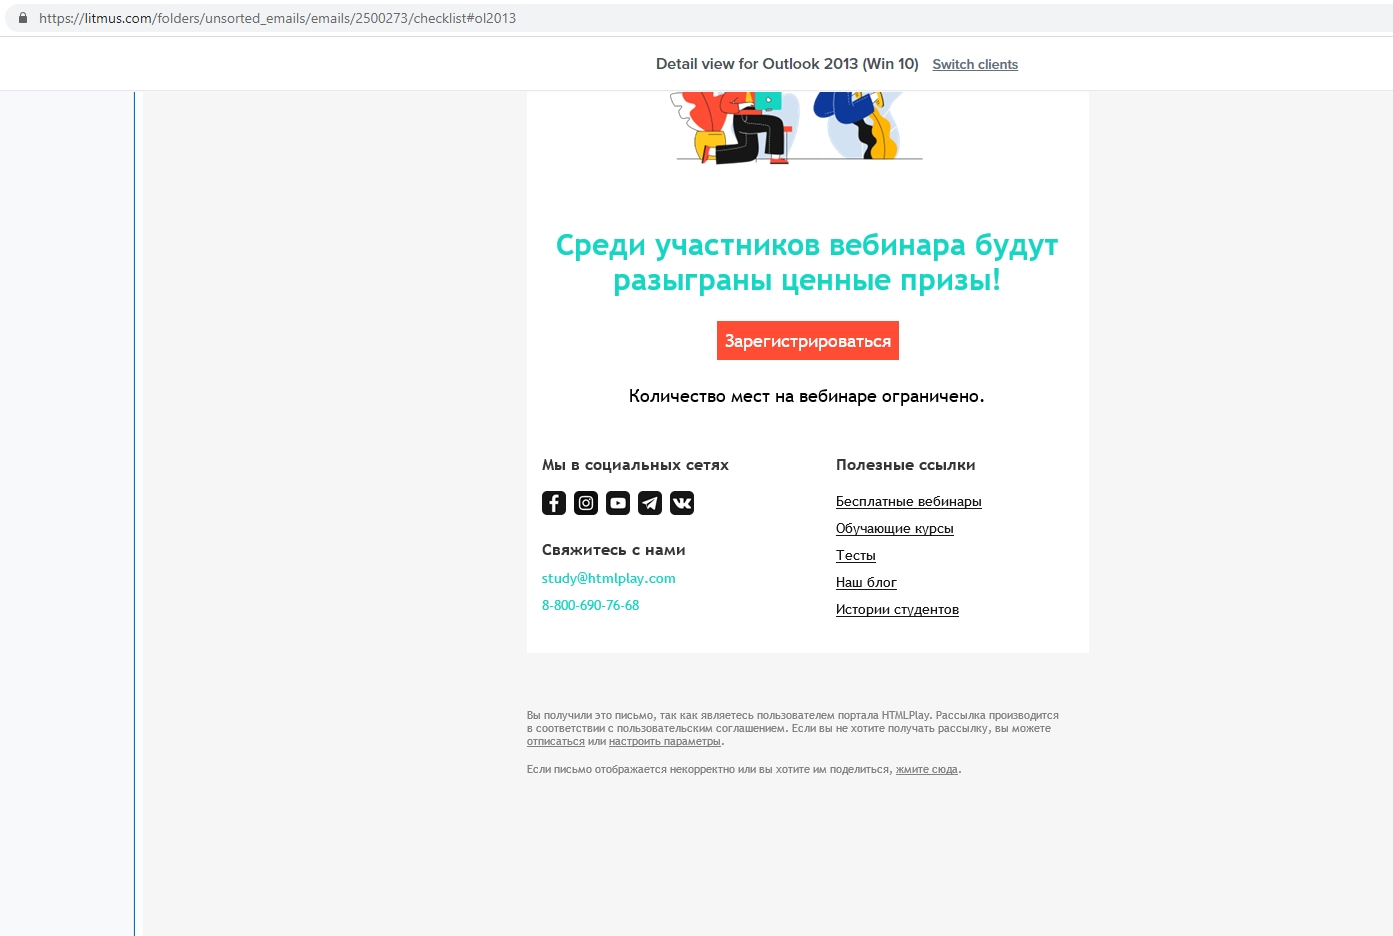 https://litmus.com/folders/unsorted_emails/emails/2500273/checklist#ol2013
Detail view for Outlook 2013 (Win 10) Switch clients
Среди участников вебинара будут
разыграны ценные призы!
Зарегистрироваться
Количество мест на вебинаре ограничено.
Мы в социальных сетях
Свяжитесь с нами
study@htmlplay.com
8-800-690-76-68
Полезные ссылки
Бесплатные вебинары
Обучающие курсы
Тесты
Наш блог
Истории студентов
Вы получили это письмо, так как являетесь пользователем портала HTMLPlay. Рассылка производится
в соответствии с пользовательским соглашением. Если вы не хотите получать рассылку, вы можете
отписаться или настроить параметры.
Если письмо отображается некорректно или вы хотите им поделиться, жмите сюда.